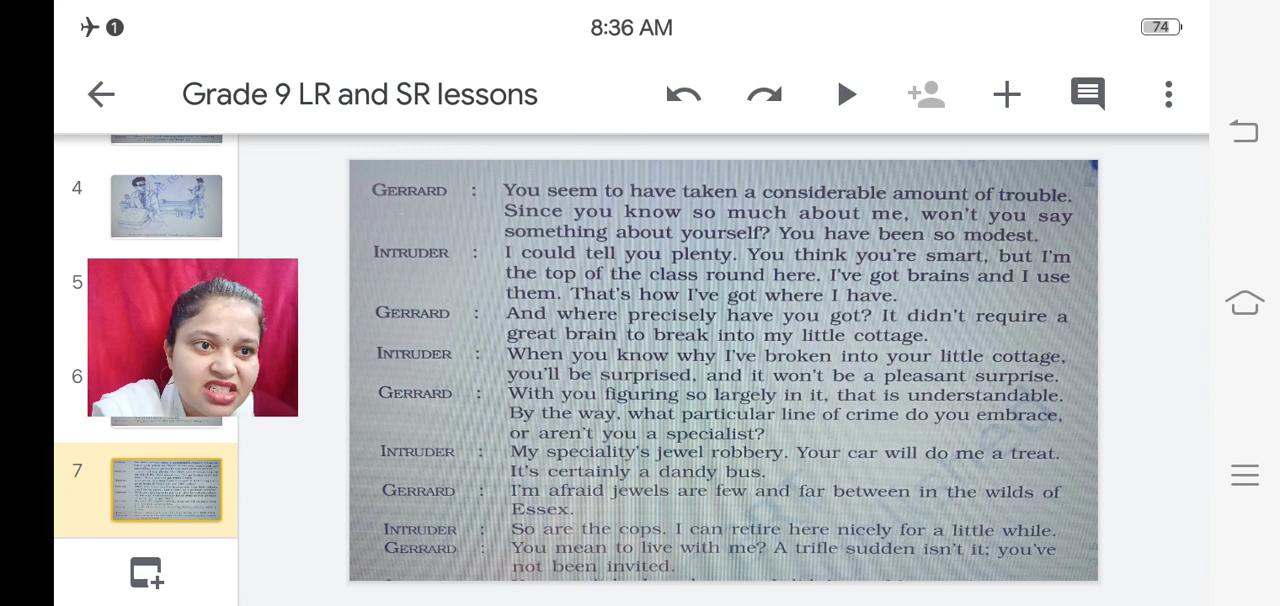 1
8:36 AM
74
Grade 9 LR and SR lessons
4
5
6
7
GERRARD : You seem to have taken a considerable amount of trouble.
Since you know so much about me, won't you say
something about yourself? You have been so modest.
INTRUDER : I could tell you plenty. You think you're smart, but I'm
the top of the class round here. I've got brains and I use
them. That's how I've got where I have.
GERRARD : And where precisely have you got? It didn't require a
great brain to break into my little cottage.
INTRUDER : When you know why I've broken into your little cottage,
you'll be surprised, and it won't be a pleasant surprise.
GERRARD : With you figuring so largely in it, that is understandable.
By the way, what particular line of crime do you embrace,
or aren't you a specialist?
INTRUDER : My speciality's jewel robbery. Your car will do me a treat.
It's certainly a dandy bus.
GERRARD : I'm afraid jewels are few and far between in the wilds of
Essex.
INTRUDER : So are the cops. I can retire here nicely for a little while.
GERRARD : You mean to live with me? A trifle sudden isn't it; you've
not been invited.